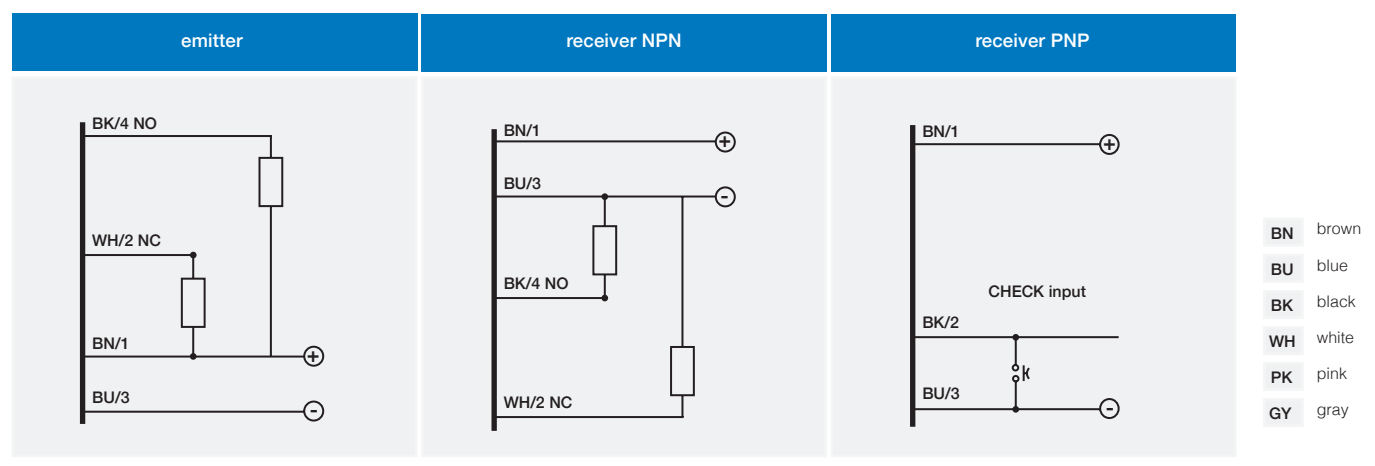 emitter
receiver NPN
receiver PNP
BK/4 NO
WH/2 NC
BN/1
+
BU/3
-
BN/1
+
BU/3
-
BK/4 NO
WH/2 NC
BN/1
+
CHECK input
BK/2
BU/3
-
BN brown
BU blue
BK black
WH white
PK pink
GY gray